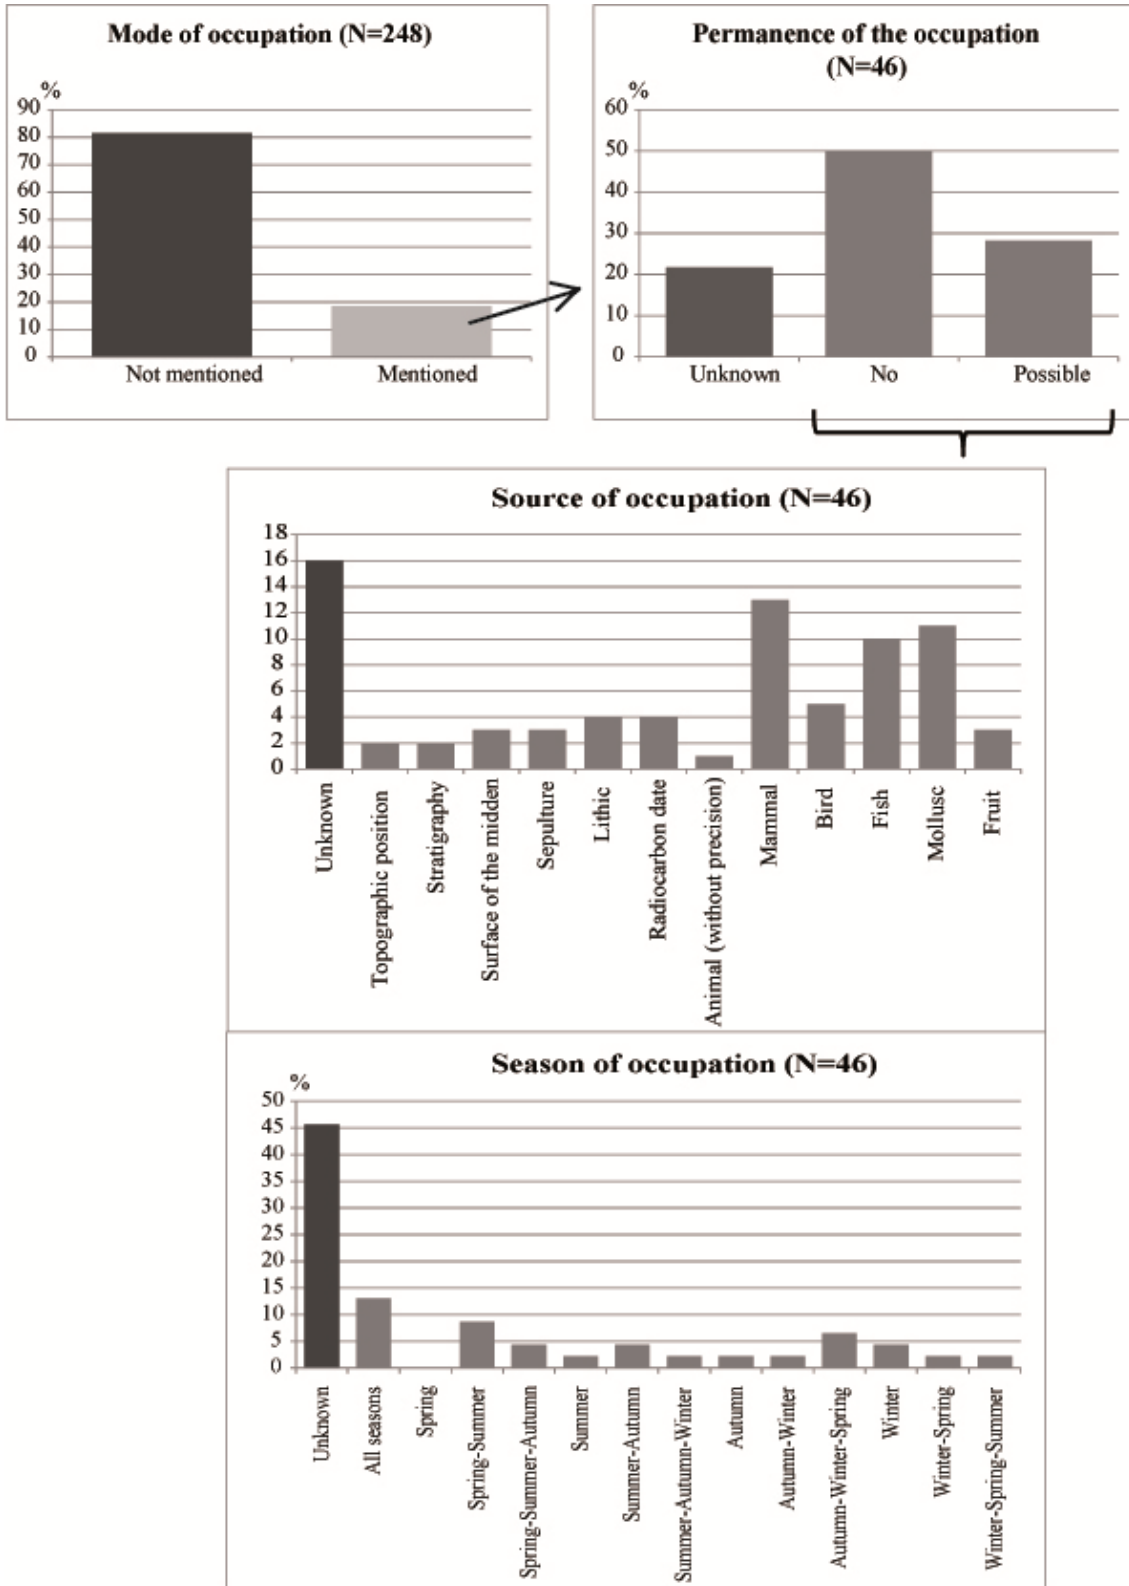 Mode of occupation (N=248)
%
90
80
70
60
50
40
30
20
10
0
Not mentioned
Mentioned
Permanence of the occupation
(N=46)
%
60
50
40
30
20
10
0
Unknown
No
Possible
Source of occupation (N=46)
18
16
14
12
10
8
6
4
2
0
Unknown
Topographic position
Stratigraphy
Surface of the midden
Sepulture
Lithic
Radiocarbon date
Animal (without precision)
Mammal
Bird
Fish
Mollusc
Fruit
Season of occupation (N=46)
%
50
45
40
35
30
25
20
15
10
5
0
Unknown
All seasons
Spring
Spring-Summer
Spring-Summer-Autumn
Summer
Summer-Autumn
Summer-Autumn-Winter
Autumn
Autumn-Winter
Autumn-Winter-Spring
Winter
Winter-Spring
Winter-Spring-Summer